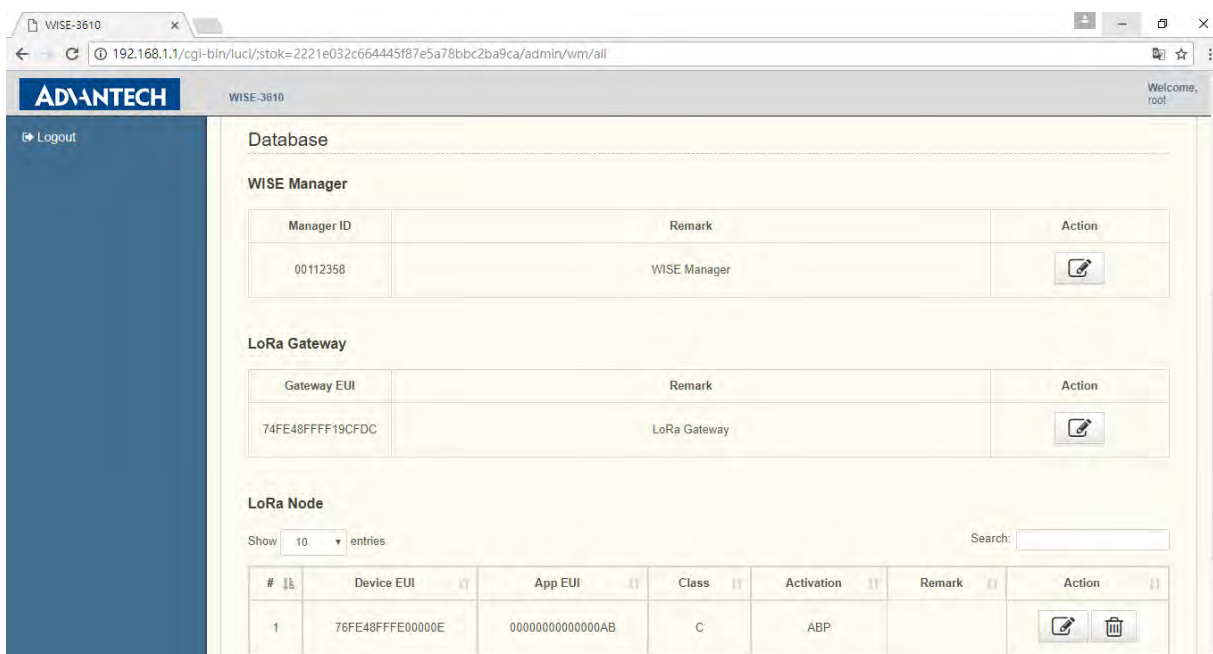 WISE-3610
192.168.1.1/cgi-bin/luci/;stok=2221e032c664445f87e5a78bbc2ba9ca/admin/wm/all
ADVANTECH WISE-3610 Welcome, root
Logout
Database
WISE Manager
Manager ID Remark Action
00112358 WISE Manager
LoRa Gateway
Gateway EUI Remark Action
74FE48FFFF19CFDC LoRa Gateway
LoRa Node
Show 10 entries Search:
# Device EUI App EUI Class Activation Remark Action
1 76FE48FFFE00000E 00000000000000AB C ABP